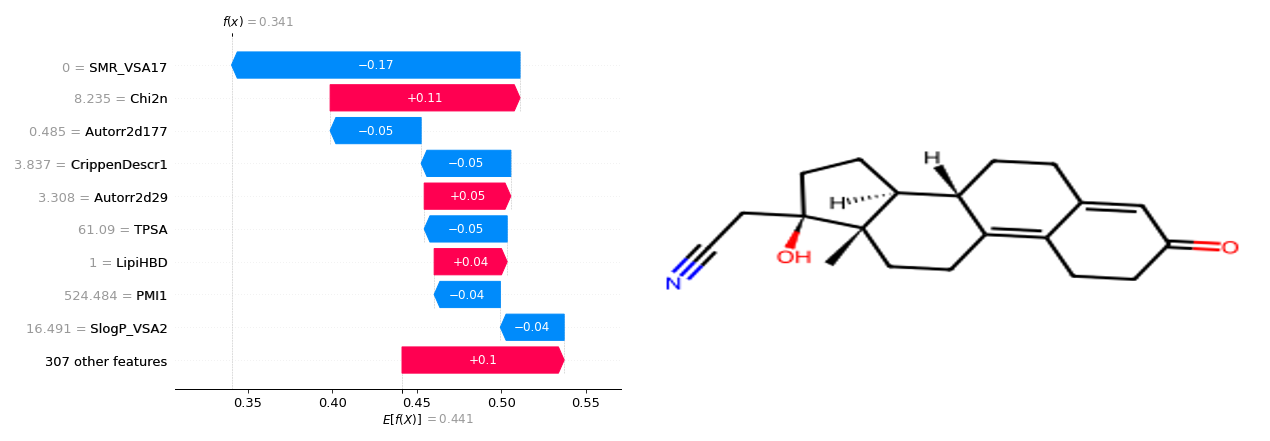 f(x) = 0.341
0 = SMR_VSA17
−0.17
8.235 = Chi2n
+0.11
0.485 = Autorr2d177
−0.05
3.837 = CrippenDescr1
−0.05
3.308 = Autorr2d29
+0.05
61.09 = TPSA
−0.05
1 = LipiHBD
+0.04
524.484 = PMI1
−0.04
16.491 = SlogP_VSA2
−0.04
307 other features
+0.1
0.35 0.40 0.45 0.50 0.55
E[f(X)] = 0.441
H
H
N
OH
O